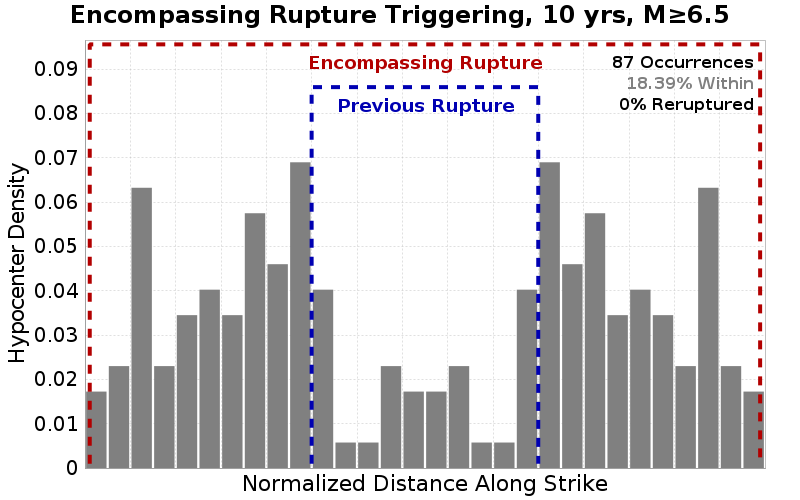 Encompassing Rupture Triggering, 10 yrs, M≥6.5
Encompassing Rupture
Previous Rupture
87 Occurrences
18.39% Within
0% Reruptured
Hypocenter Density
0.09
0.08
0.07
0.06
0.05
0.04
0.03
0.02
0.01
0
Normalized Distance Along Strike